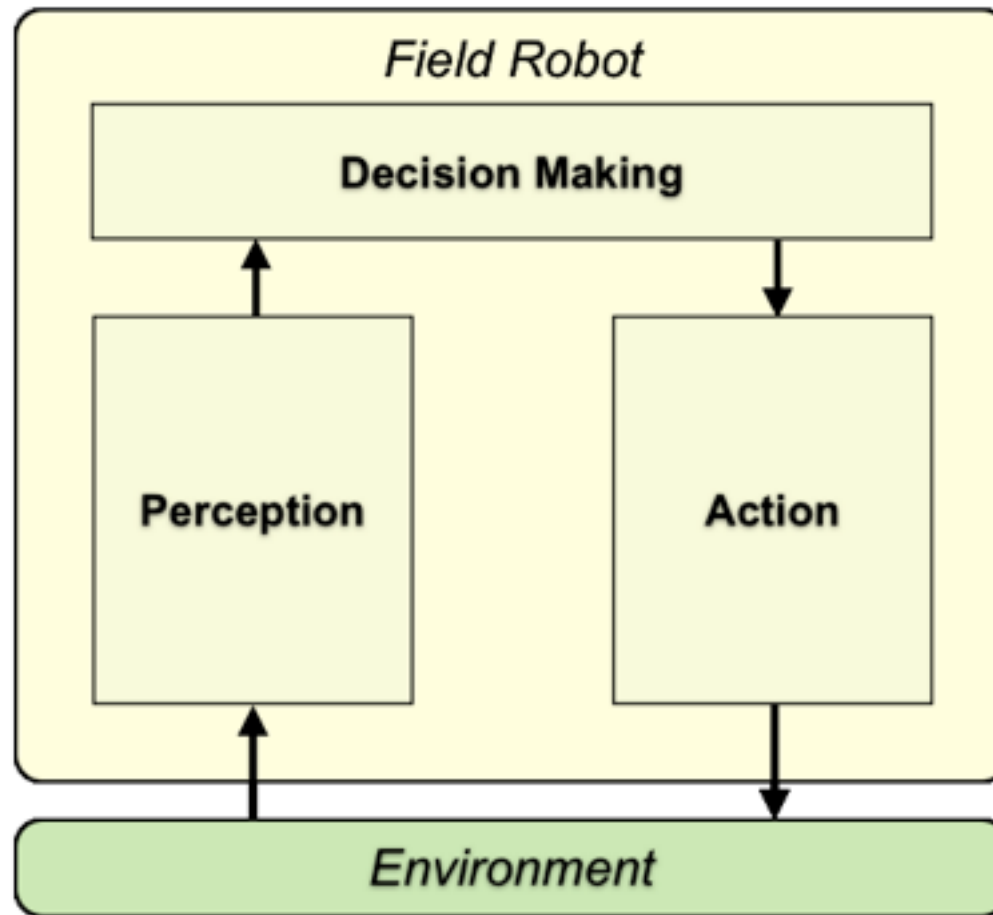 Field Robot
Decision Making
Perception
Action
Environment